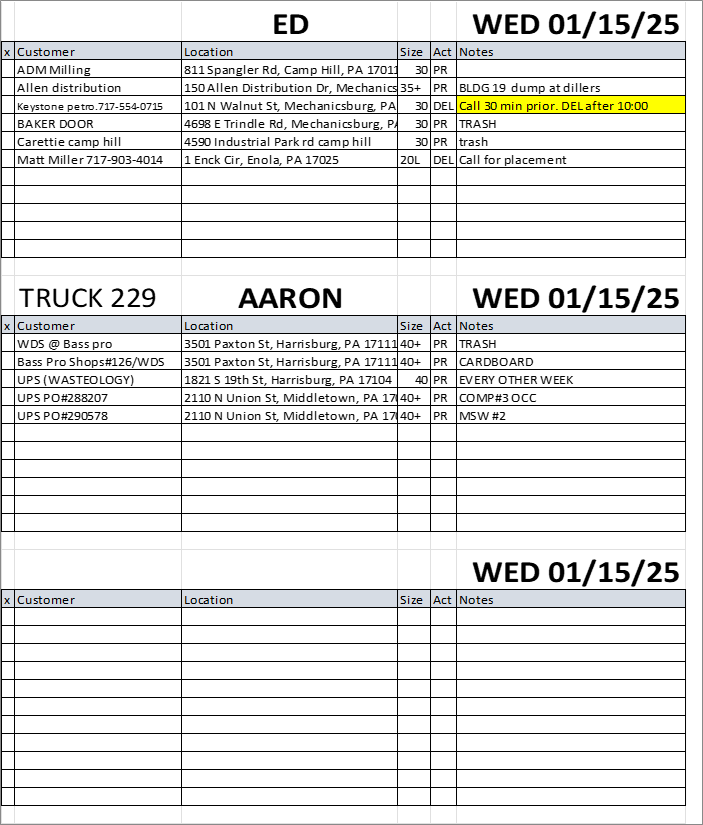 ED WED 01/15/25
x Customer Location Size Act Notes
ADM Milling 811 Spangler Rd, Camp Hill, PA 17011 30 PR
Allen distribution 150 Allen Distribution Dr, Mechanics 35+ PR BLDG 19 dump at dillers
Keystone petro.717-554-0715 101 N Walnut St, Mechanicsburg, PA 30 DEL Call 30 min prior. DEL after 10:00
BAKER DOOR 4698 E Trindle Rd, Mechanicsburg, PA 30 PR TRASH
Carettie camp hill 4590 Industrial Park rd camp hill 30 PR trash
Matt Miller 717-903-4014 1 Enck Cir, Enola, PA 17025 20L DEL Call for placement
TRUCK 229 AARON WED 01/15/25
x Customer Location Size Act Notes
WDS @ Bass pro 3501 Paxton St, Harrisburg, PA 17111 40+ PR TRASH
Bass Pro Shops#126/WDS 3501 Paxton St, Harrisburg, PA 17111 40+ PR CARDBOARD
UPS (WASTEOLOGY) 1821 S 19th St, Harrisburg, PA 17104 40 PR EVERY OTHER WEEK
UPS PO#288207 2110 N Union St, Middletown, PA 170 40+ PR COMP#3 OCC
UPS PO#290578 2110 N Union St, Middletown, PA 170 40+ PR MSW #2
WED 01/15/25
x Customer Location Size Act Notes